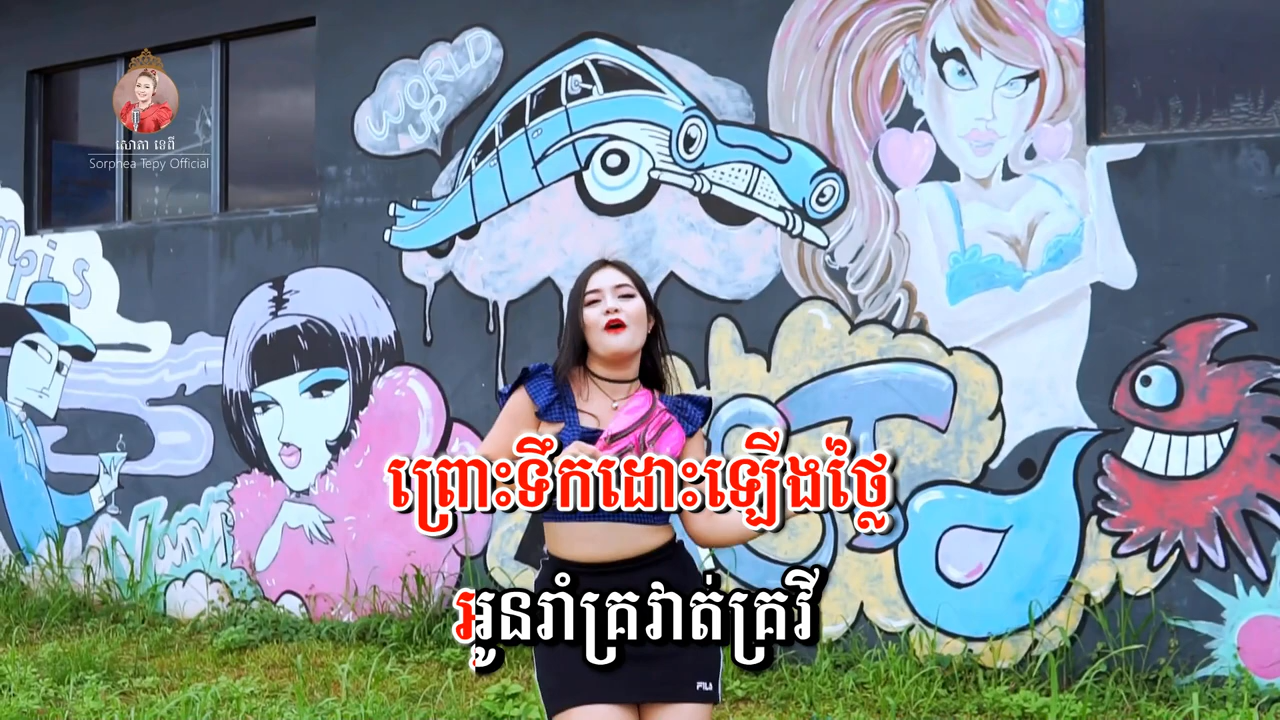 សោភា ទេពី
Sorphea Tepy Official
WORLD
UP
mpis
ព្រោះទឹកដោះឡើងថ្លៃ
អូនរាំគ្រវាត់គ្រវី
FILA